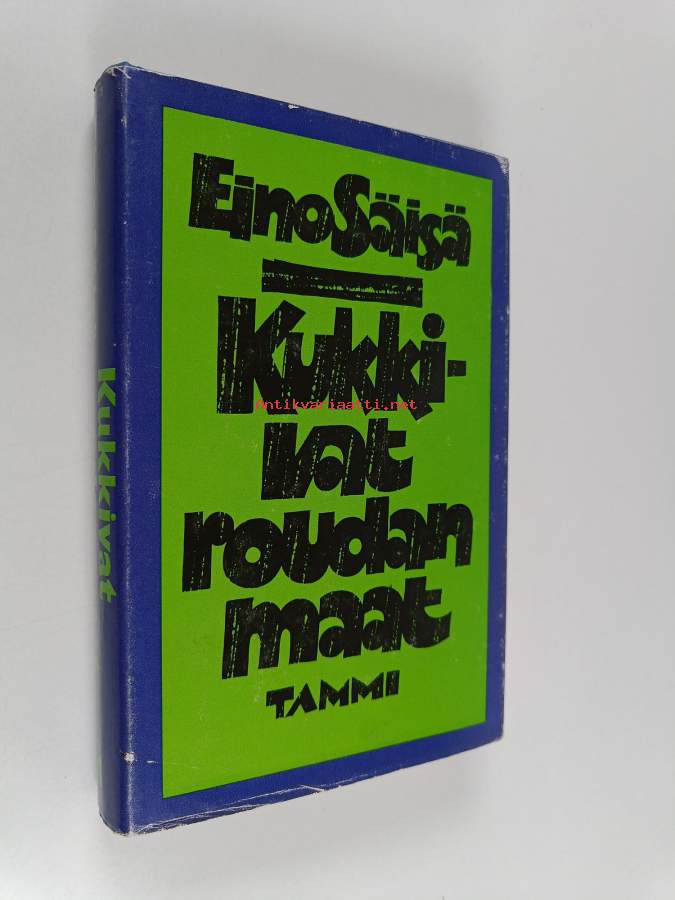 Eino Säisä
Kukki-
vat
roudan
maat
TAMMI
Kukkivat
Antikvariaatti.net